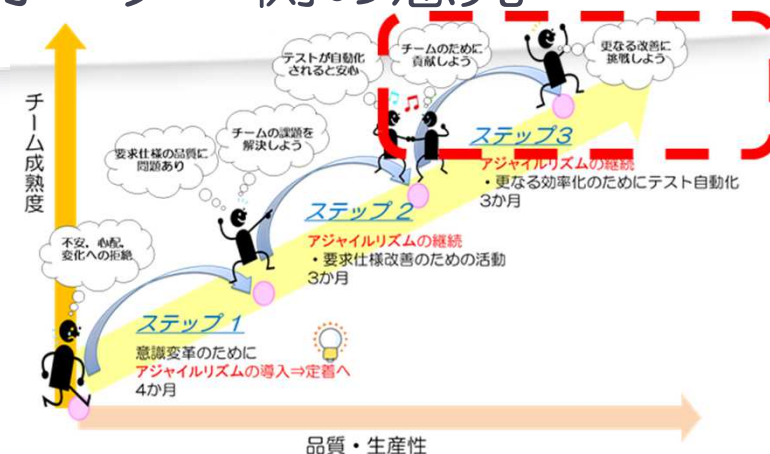 テストが自動化
されると安心
チームのために
貢献しよう
更なる改善に
挑戦しよう
チーム成熟度
要求仕様の品質に
問題あり
チームの課題を
解決しよう
ステップ3
アジャイルリズムの継続
・更なる効率化のためにテスト自動化
3か月
ステップ2
アジャイルリズムの継続
・要求仕様改善のための活動
3か月
不安，心配，
変化への拒絶
ステップ1
意識変革のために
アジャイルリズムの導入⇒定着へ
4か月
品質・生産性